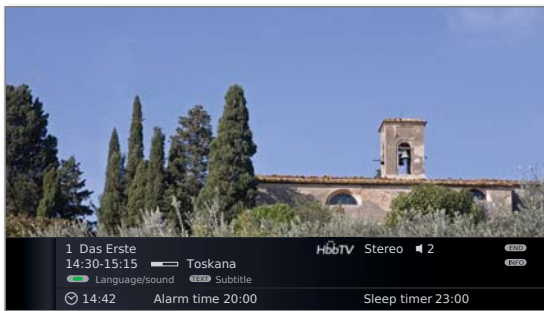 1 Das Erste HbbTV Stereo 2 END
14:30-15:15 Toskana INFO
Language/sound TEXT Subtitle
14:42 Alarm time 20:00 Sleep timer 23:00